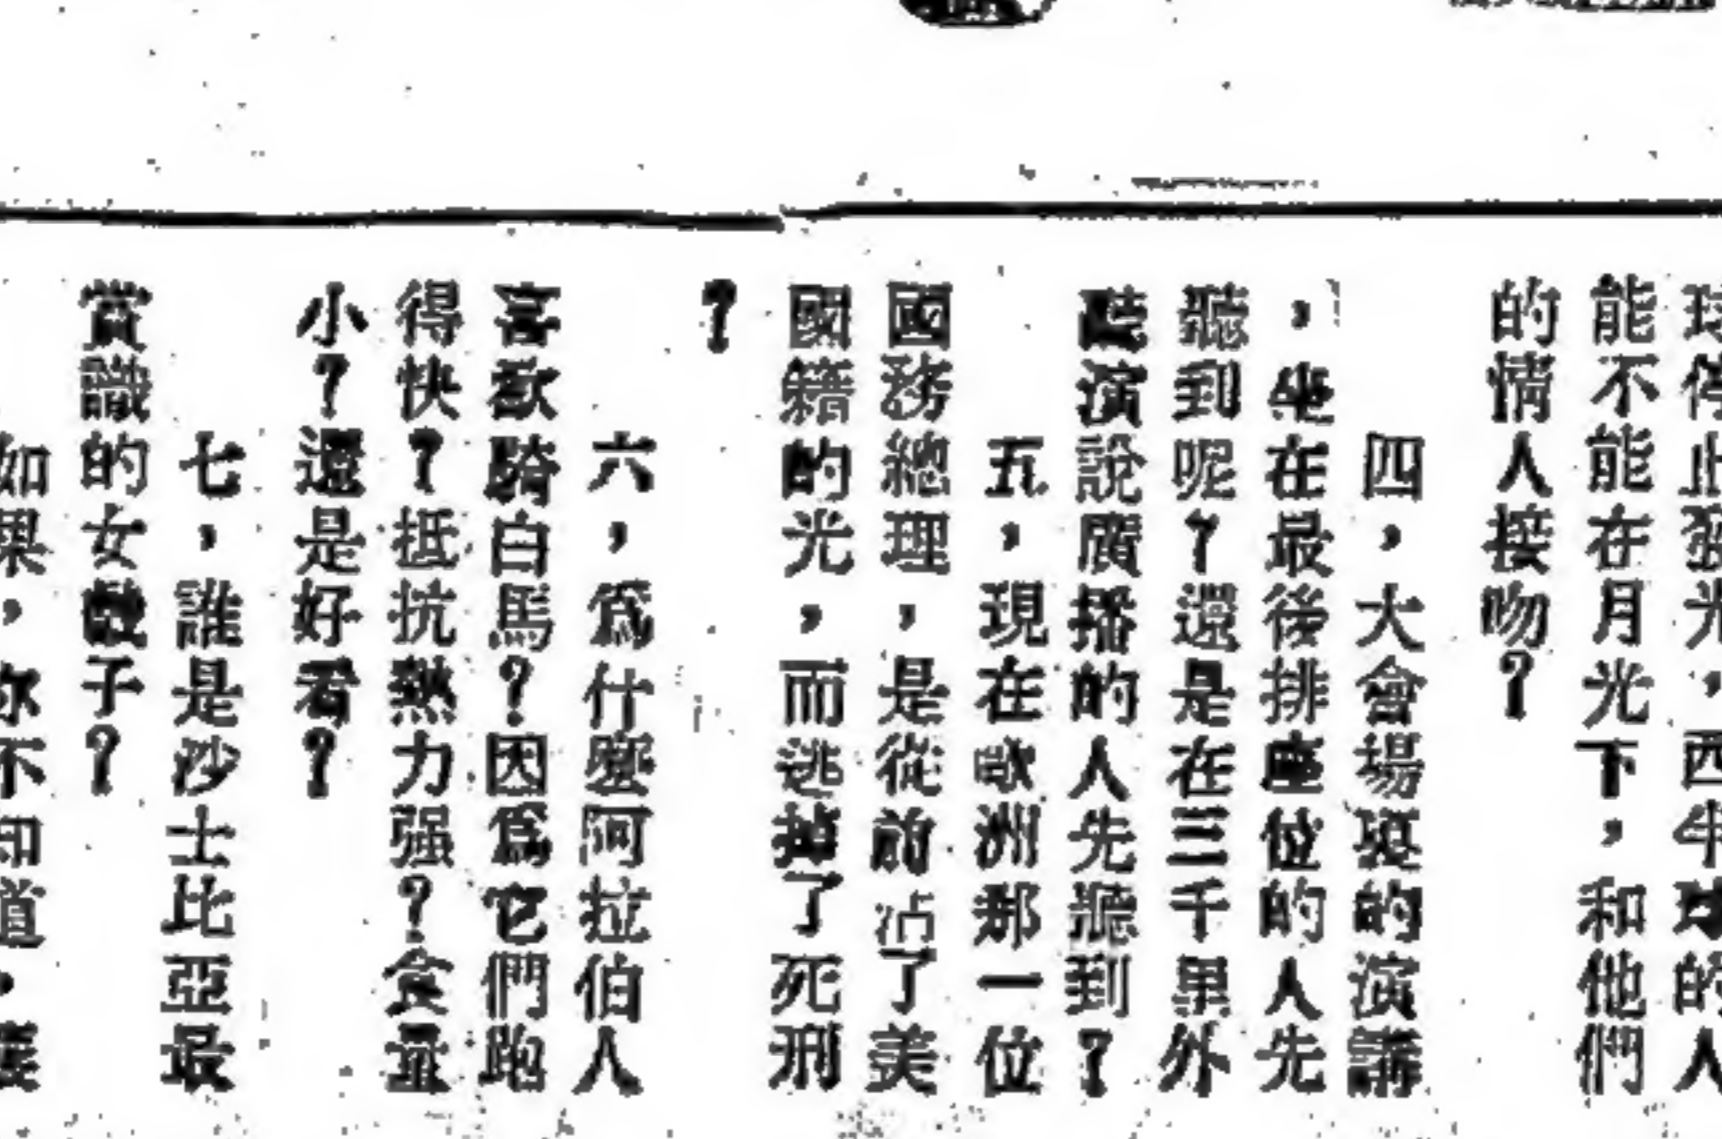 球停止發光，西半球的人
能不能在月光下，和他們
的情人接吻？
四，大會場裏的演講
，坐在最後排座位的人先
聽到呢？還是在三千里外
聽演說廣播的人先聽到？
五，現在歐洲那一位
國務總理，是從前沾了美
國籍的光，而逃掉了死刑
？
六，爲什麼阿拉伯人
喜歡騎白馬？因爲它們跑
得快？抵抗熱力强？食量
小？還是好看？
七，誰是沙士比亞最
賞識的女戲子？
如果，你不知道，